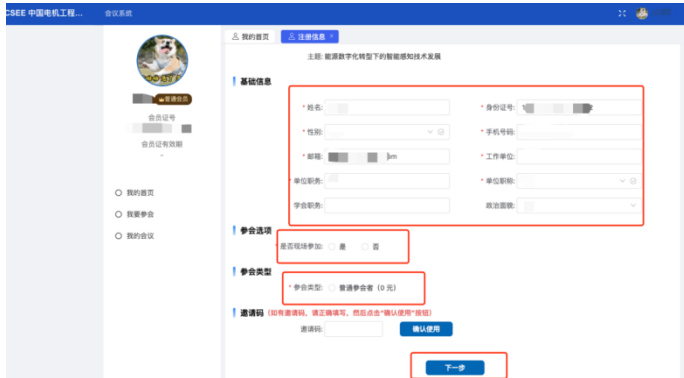 CSEE 中国电机工程... 会议系统
我的首页 注册信息 ×
主题: 能源数字化转型下的智能感知技术发展
基础信息
* 姓名: * 身份证号:
* 性别: * 手机号码:
* 邮箱: * 工作单位:
* 单位职务: * 单位职称:
学会职务: 政治面貌:
普通会员
会员证号
会员证有效期
-
我的首页
我要参会
我的会议
参会选项
* 是否现场参加: 是 否
参会类型
* 参会类型: 普通参会者（0 元）
邀请码（如有邀请码，请正确填写，然后点击“确认使用”按钮）
邀请码: 确认使用
下一步